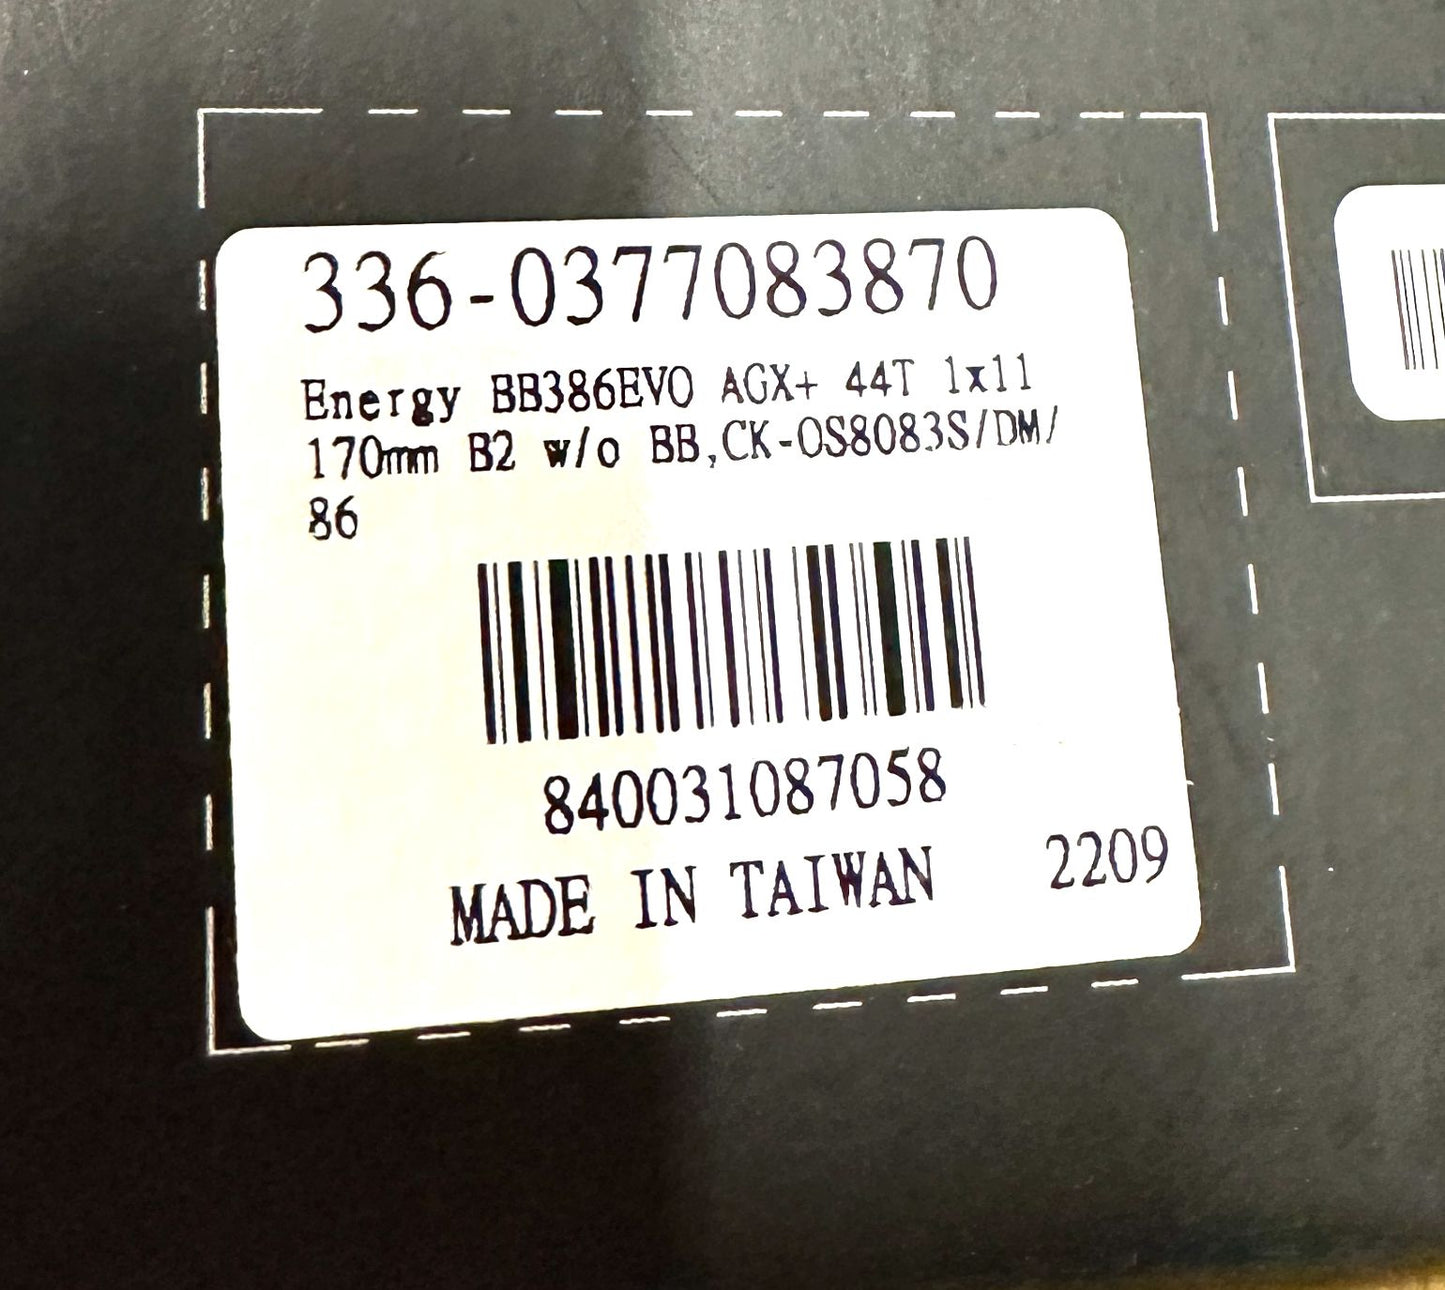 336-0377083870
Energy BB386EVO AGX+ 44T 1x11
170mm B2 w/o BB,CK-OS8083S/DM/
86
840031087058
MADE IN TAIWAN 2209